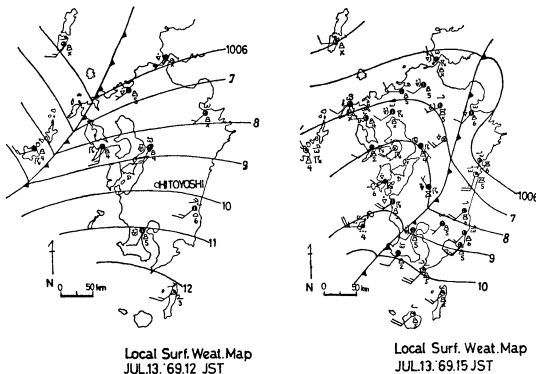 1006
7
8
9
HITOYOSHI
10
11
12
N
0 50 km
Local Surf. Weat. Map
JUL.13.'69.12 JST
1006
7
8
9
10
N
0 50 km
Local Surf. Weat. Map
JUL.13.'69.15 JST